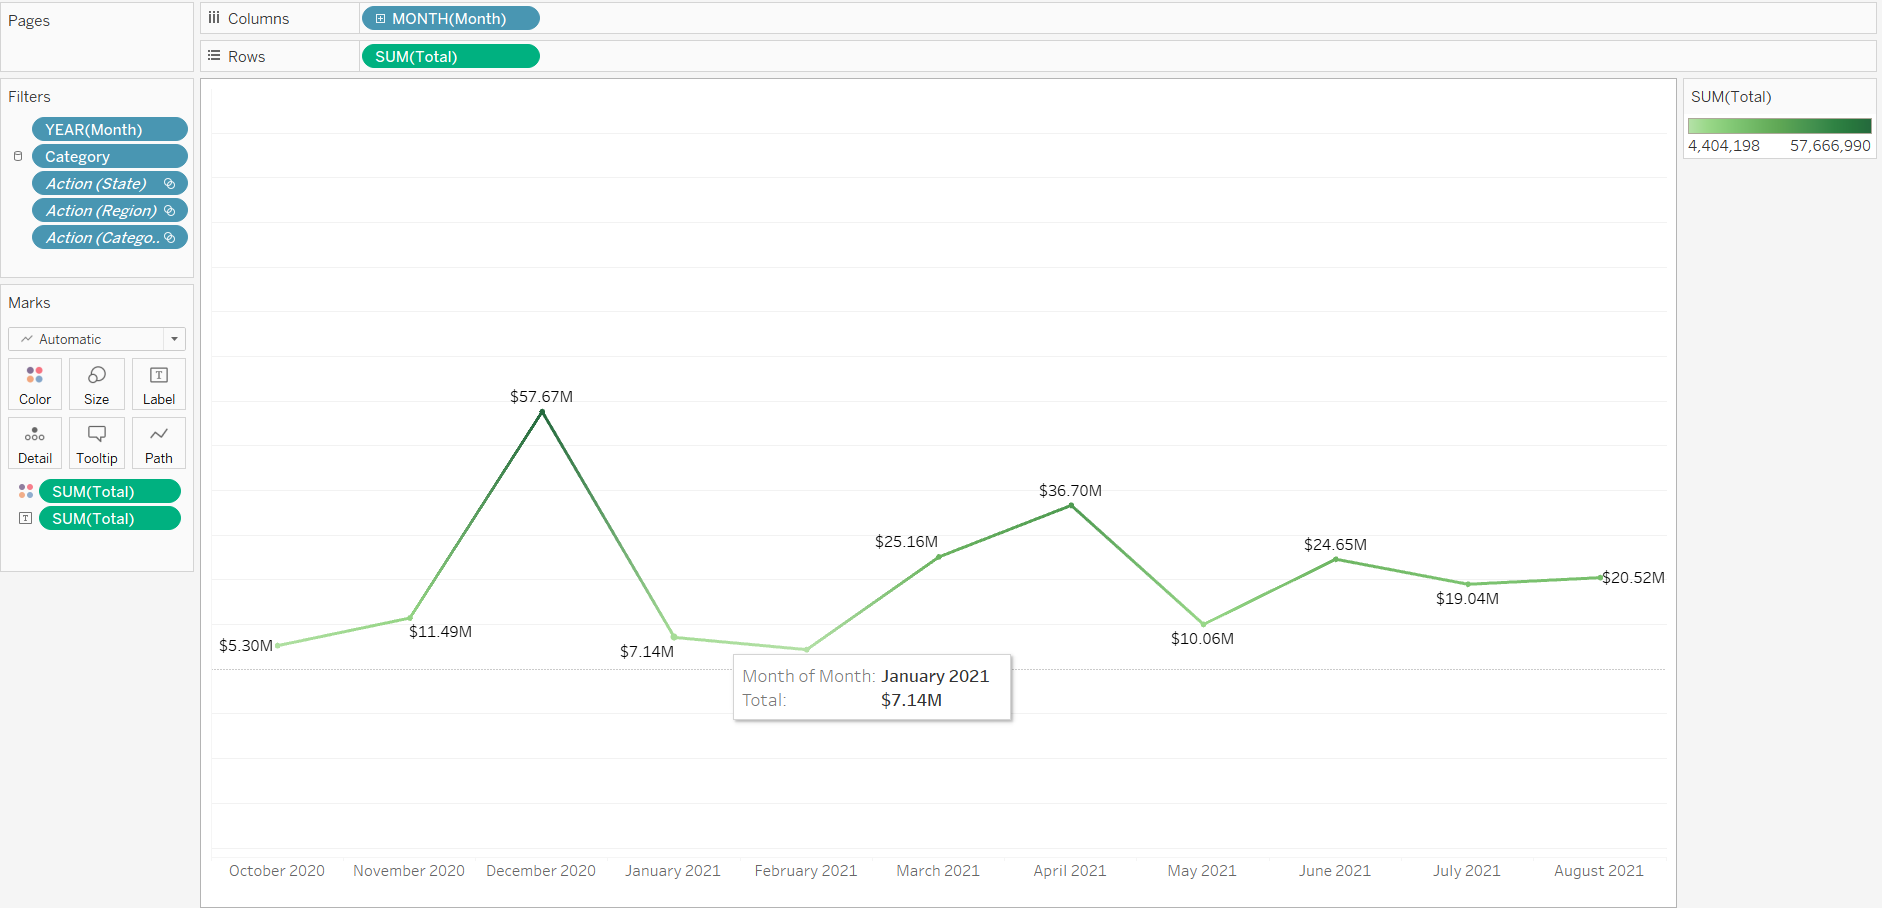 Pages
Columns
MONTH(Month)
Rows
SUM(Total)
Filters
YEAR(Month)
Category
Action (State)
Action (Region)
Action (Catego..
Marks
Automatic
Color
Size
T
Label
Detail
Tooltip
Path
SUM(Total)
T
SUM(Total)
$57.67M
$36.70M
$25.16M
$24.65M
$20.52M
$19.04M
$11.49M
$10.06M
$5.30M
$7.14M
Month of Month: January 2021
Total: $7.14M
October 2020
November 2020
December 2020
January 2021
February 2021
March 2021
April 2021
May 2021
June 2021
July 2021
August 2021
SUM(Total)
4,404,198
57,666,990